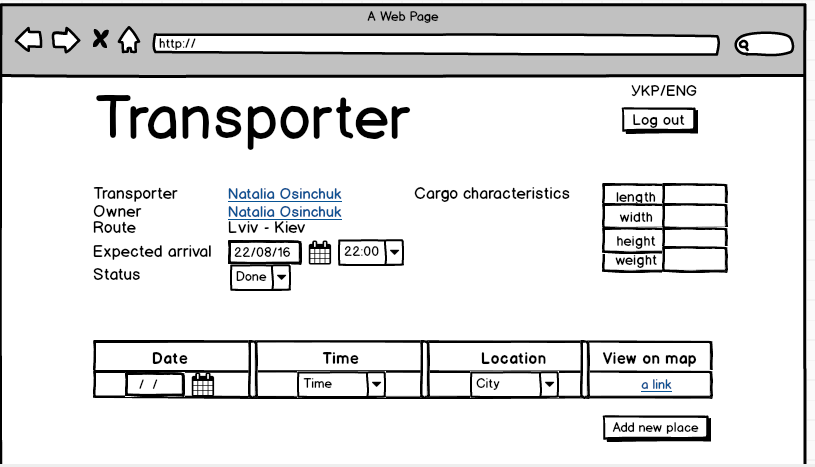 A Web Page
http://
УКР/ENG
Transporter
Log out
Transporter Natalia Osinchuk Cargo characteristics length
Owner Natalia Osinchuk width
Route Lviv - Kiev
Expected arrival 22/08/16 22:00 height
Status Done weight
Date Time Location View on map
/ / Time City a link
Add new place